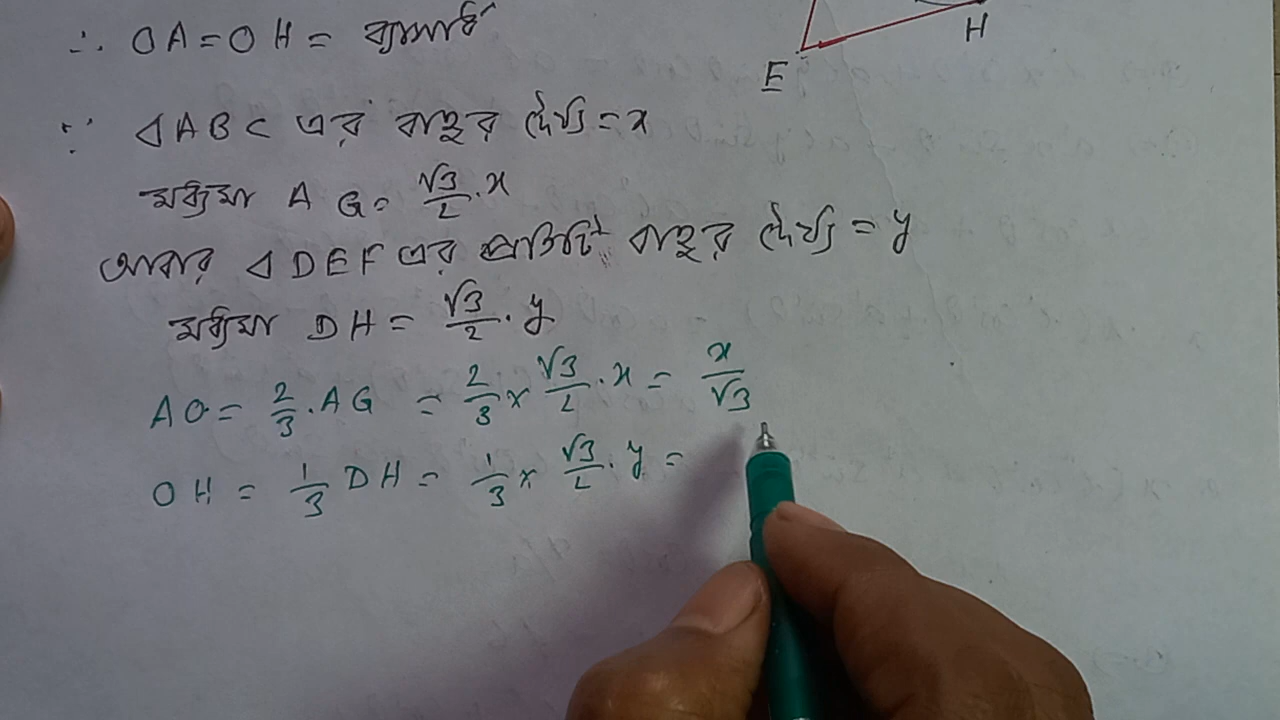 ∴ OA = OH = ব্যাসার্ধ
H
E
∵ ΔABC এর বাহুর দৈর্ঘ্য = x
মধ্যমা AG = √3/2 . x
আবার ΔDEF এর প্রতিটি বাহুর দৈর্ঘ্য = y
মধ্যমা DH = √3/2 . y
AO = 2/3 . AG = 2/3 × √3/2 . x = x/√3
OH = 1/3 DH = 1/3 × √3/2 . y =